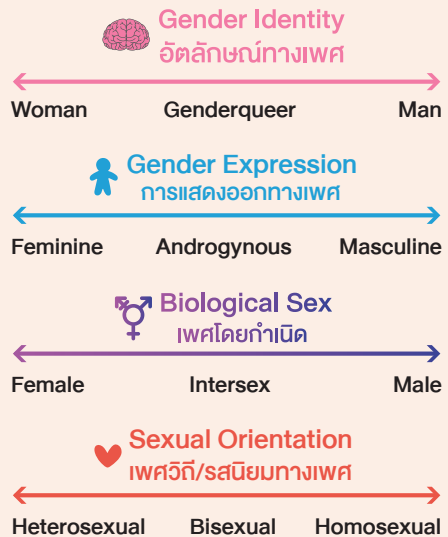 Gender Identity
อัตลักษณ์ทางเพศ
Woman Genderqueer Man
Gender Expression
การแสดงออกทางเพศ
Feminine Androgynous Masculine
Biological Sex
เพศโดยกำเนิด
Female Intersex Male
Sexual Orientation
เพศวิถี/รสนิยมทางเพศ
Heterosexual Bisexual Homosexual